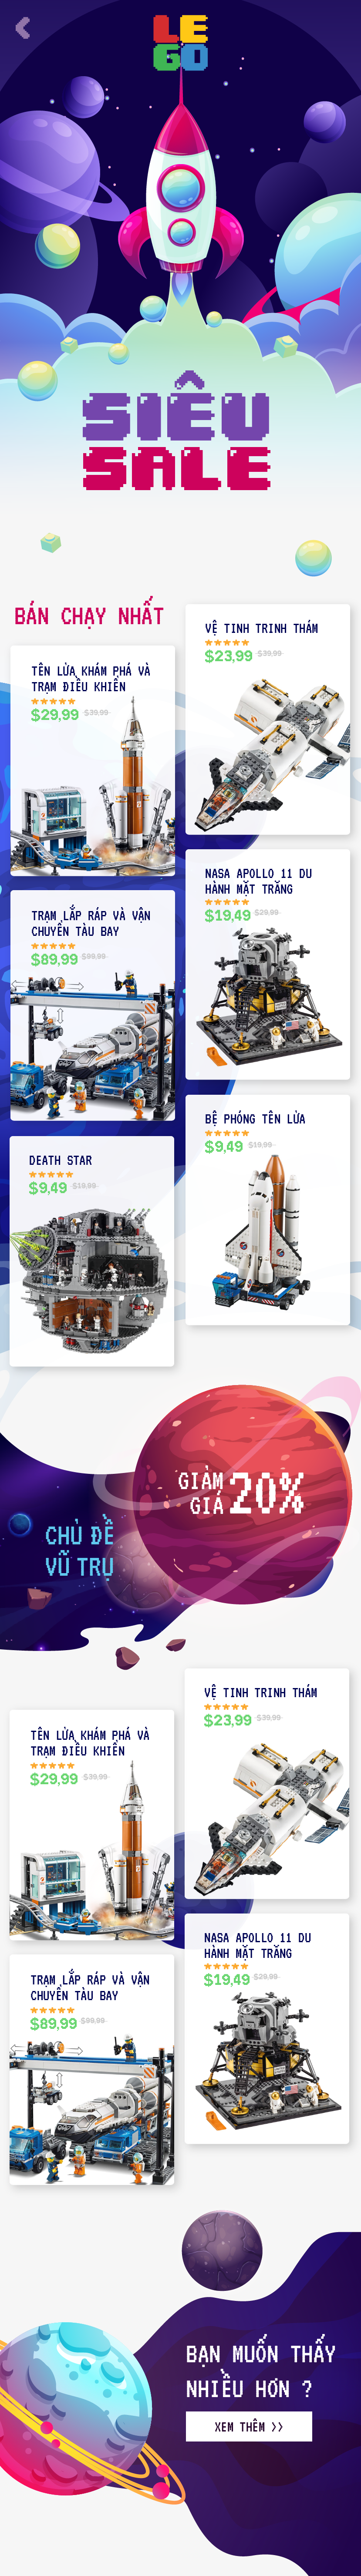 LE
GO
SIÊU
SALE
BÁN CHẠY NHẤT
TÊN LỬA KHÁM PHÁ VÀ
TRẠM ĐIỀU KHIỂN
$29,99 $39,99
VỆ TINH TRINH THÁM
$23,99 $39,99
TRẠM LẮP RÁP VÀ VẬN
CHUYỂN TÀU BAY
$89,99 $99,99
NASA APOLLO 11 DU
HÀNH MẶT TRĂNG
$19,49 $29,99
DEATH STAR
$9,49 $19,99
BỆ PHÓNG TÊN LỬA
$9,49 $19,99
GIẢM
GIÁ 20%
CHỦ ĐỀ
VŨ TRỤ
TÊN LỬA KHÁM PHÁ VÀ
TRẠM ĐIỀU KHIỂN
$29,99 $39,99
VỆ TINH TRINH THÁM
$23,99 $39,99
TRẠM LẮP RÁP VÀ VẬN
CHUYỂN TÀU BAY
$89,99 $99,99
NASA APOLLO 11 DU
HÀNH MẶT TRĂNG
$19,49 $29,99
BẠN MUỐN THẤY
NHIỀU HƠN ?
XEM THÊM >>